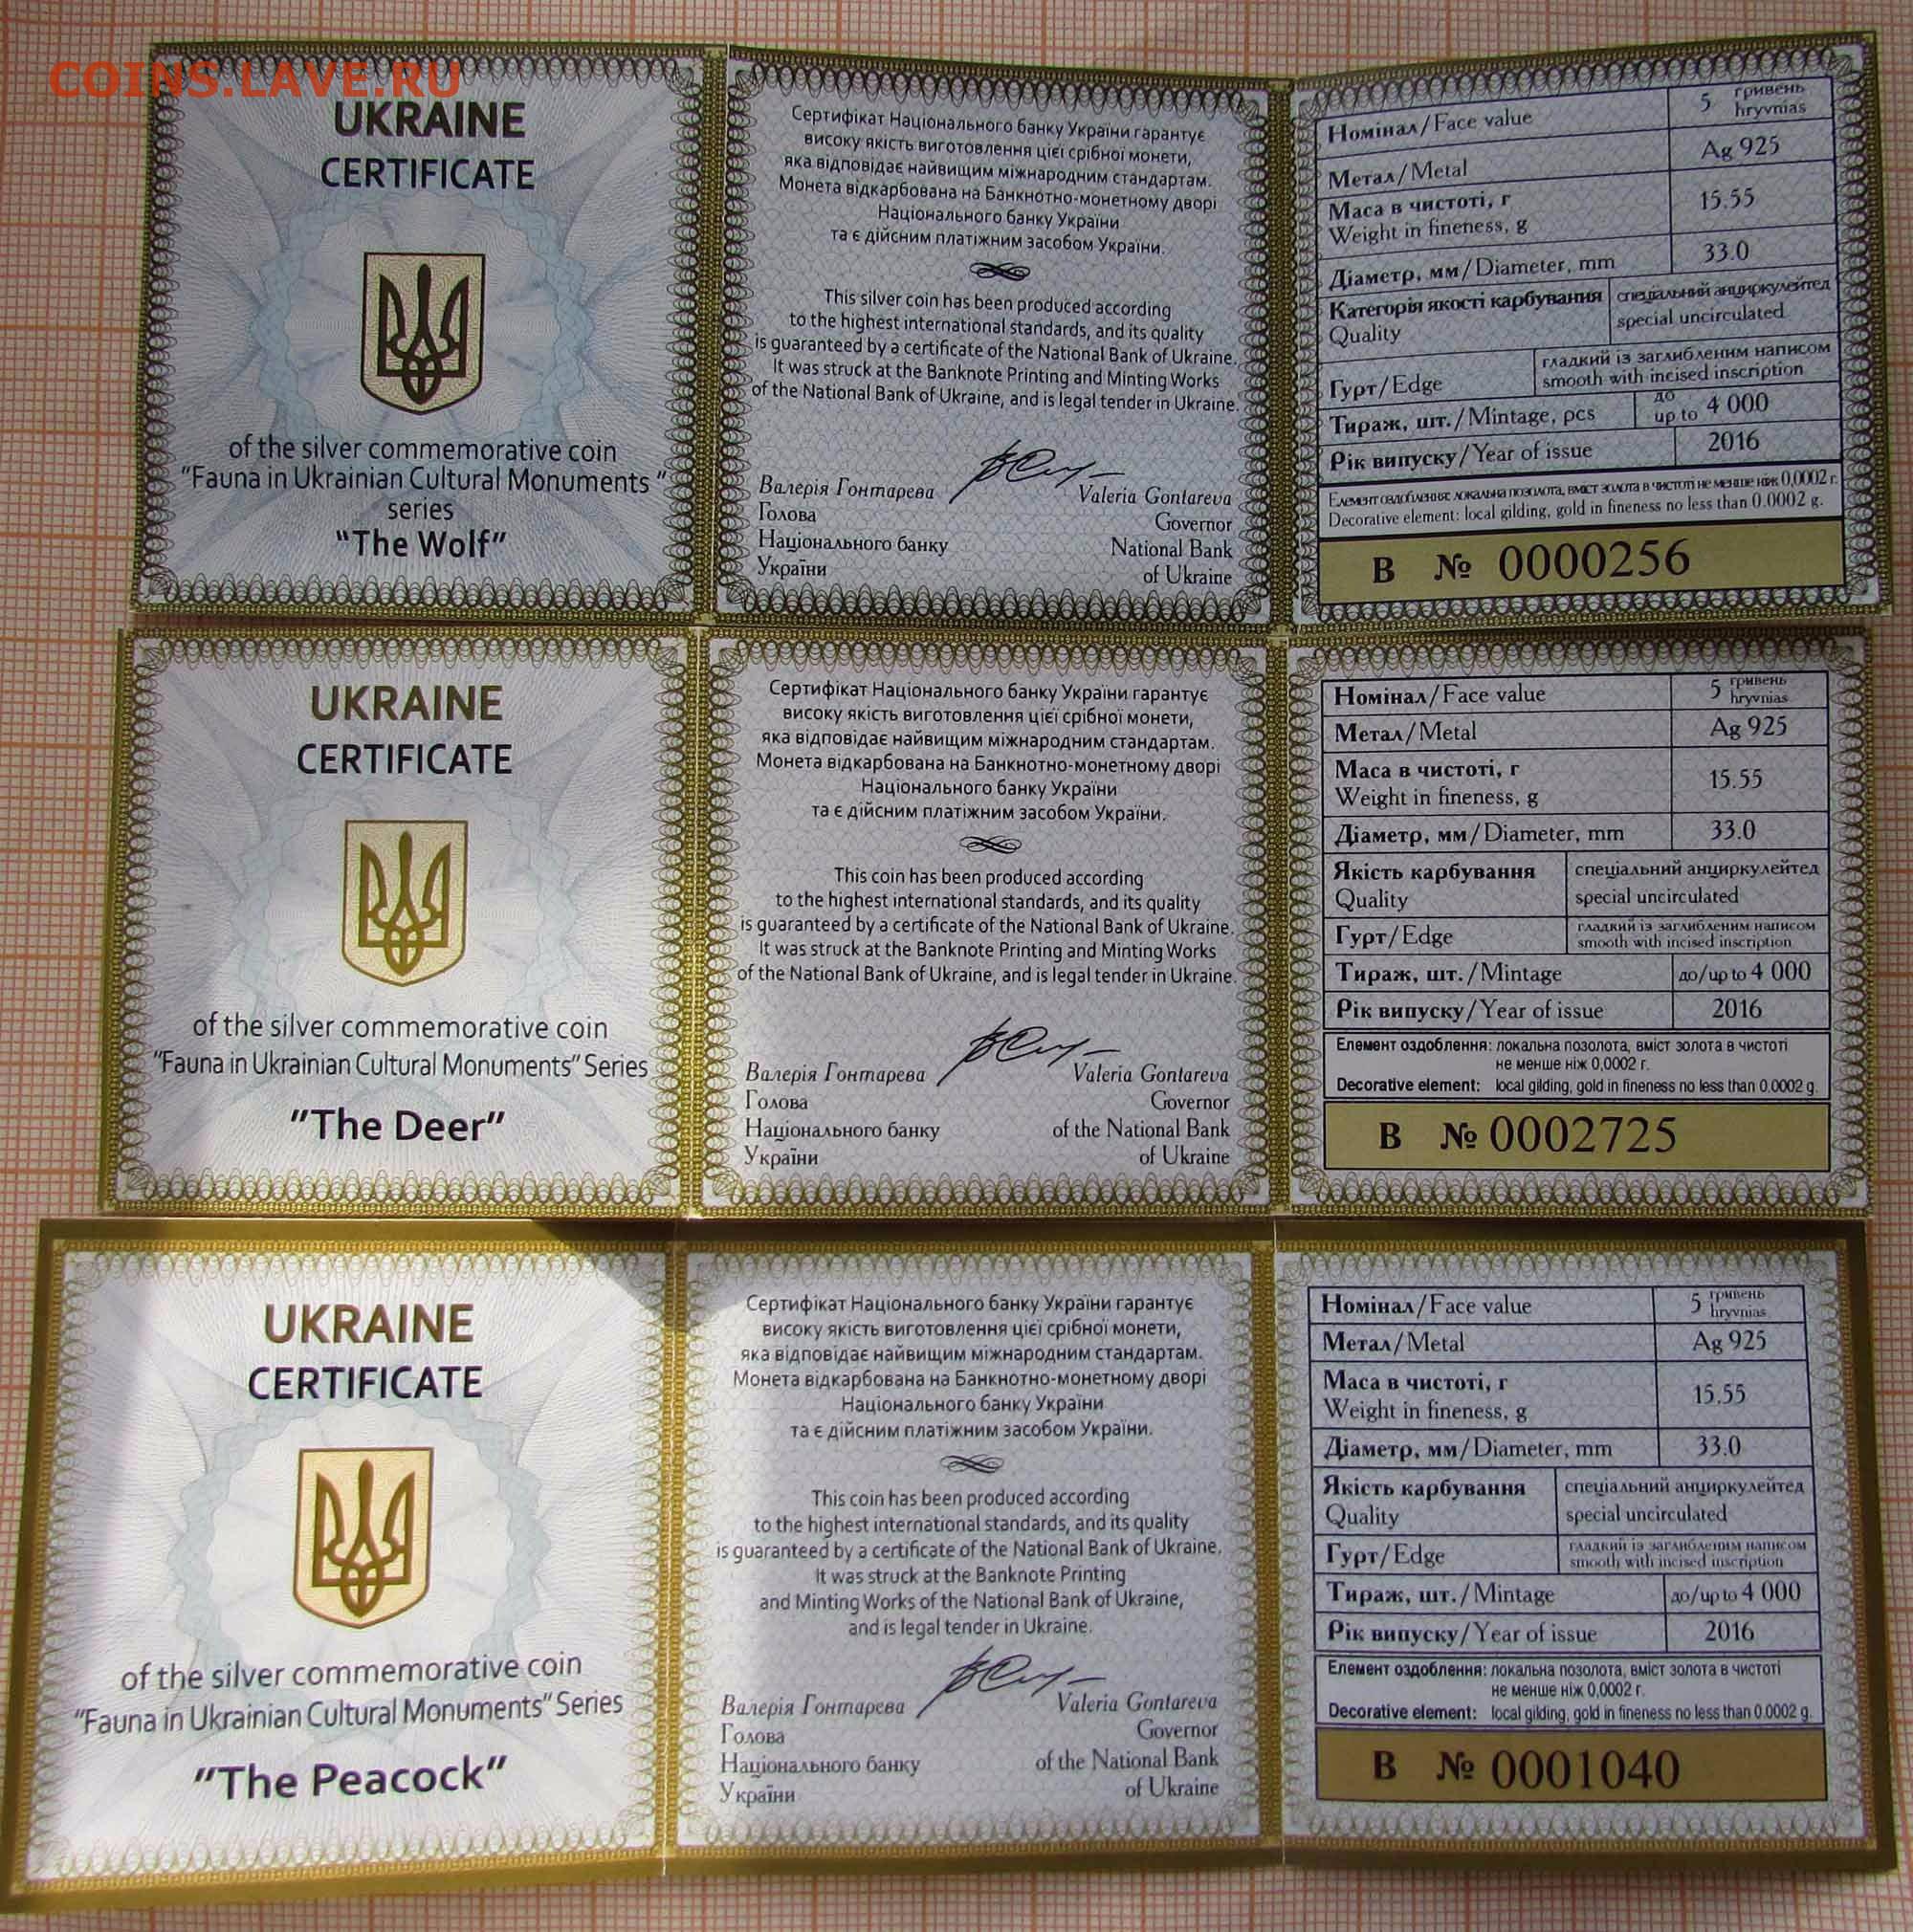 COINS.LAVE.RU
UKRAINE
CERTIFICATE
of the silver commemorative coin
"Fauna in Ukrainian Cultural Monuments "
series
"The Wolf"
Сертифікат Національного банку України гарантує
високу якість виготовлення цієї срібної монети,
яка відповідає найвищим міжнародним стандартам.
Монета відкарбована на Банкнотно-монетному дворі
Національного банку України
та є дійсним платіжним засобом України.
This silver coin has been produced according
to the highest international standards, and its quality
is guaranteed by a certificate of the National Bank of Ukraine.
It was struck at the Banknote Printing and Minting Works
of the National Bank of Ukraine, and is legal tender in Ukraine.
Валерія Гонтарева
Голова
Національного банку
України
Valeria Gontareva
Governor
National Bank
of Ukraine
Номінал/Face value 5 гривень hryvnias
Метал/Metal Ag 925
Маса в чистоті, г
Weight in fineness, g 15.55
Діаметр, мм/Diameter, mm 33.0
Категорія якості карбування спеціальний анциркулейтед
Quality special uncirculated
Гурт/Edge гладкий із заглибленим написом
smooth with incised inscription
Тираж, шт./Mintage, pcs до up to 4 000
Рік випуску/Year of issue 2016
Елемент оздоблення: локальна позолота, вміст золота в чистоті не менше ніж 0,0002 г.
Decorative element: local gilding, gold in fineness no less than 0.0002 g.
В № 0000256
UKRAINE
CERTIFICATE
of the silver commemorative coin
"Fauna in Ukrainian Cultural Monuments" Series
"The Deer"
Сертифікат Національного банку України гарантує
високу якість виготовлення цієї срібної монети,
яка відповідає найвищим міжнародним стандартам.
Монета відкарбована на Банкнотно-монетному дворі
Національного банку України
та є дійсним платіжним засобом України.
This coin has been produced according
to the highest international standards, and its quality
is guaranteed by a certificate of the National Bank of Ukraine.
It was struck at the Banknote Printing and Minting Works
of the National Bank of Ukraine, and is legal tender in Ukraine.
Валерія Гонтарева
Голова
Національного банку
України
Valeria Gontareva
Governor
of the National Bank
of Ukraine
Номінал/Face value 5 гривень hryvnias
Метал/Metal Ag 925
Маса в чистоті, г
Weight in fineness, g 15.55
Діаметр, мм/Diameter, mm 33.0
Якість карбування спеціальний анциркулейтед
Quality special uncirculated
Гурт/Edge гладкий із заглибленим написом
smooth with incised inscription
Тираж, шт./Mintage до/up to 4 000
Рік випуску/Year of issue 2016
Елемент оздоблення: локальна позолота, вміст золота в чистоті
не менше ніж 0,0002 г.
Decorative element: local gilding, gold in fineness no less than 0.0002 g.
В № 0002725
UKRAINE
CERTIFICATE
of the silver commemorative coin
"Fauna in Ukrainian Cultural Monuments" Series
"The Peacock"
Сертифікат Національного банку України гарантує
високу якість виготовлення цієї срібної монети,
яка відповідає найвищим міжнародним стандартам.
Монета відкарбована на Банкнотно-монетному дворі
Національного банку України
та є дійсним платіжним засобом України.
This coin has been produced according
to the highest international standards, and its quality
is guaranteed by a certificate of the National Bank of Ukraine.
It was struck at the Banknote Printing
and Minting Works of the National Bank of Ukraine,
and is legal tender in Ukraine.
Валерія Гонтарева
Голова
Національного банку
України
Valeria Gontareva
Governor
of the National Bank
of Ukraine
Номінал/Face value 5 гривень hryvnias
Метал/Metal Ag 925
Маса в чистоті, г
Weight in fineness, g 15.55
Діаметр, мм/Diameter, mm 33.0
Якість карбування спеціальний анциркулейтед
Quality special uncirculated
Гурт/Edge гладкий із заглибленим написом
smooth with incised inscription
Тираж, шт./Mintage до/up to 4 000
Рік випуску/Year of issue 2016
Елемент оздоблення: локальна позолота, вміст золота в чистоті
не менше ніж 0,0002 г.
Decorative element: local gilding, gold in fineness no less than 0.0002 g.
В № 0001040